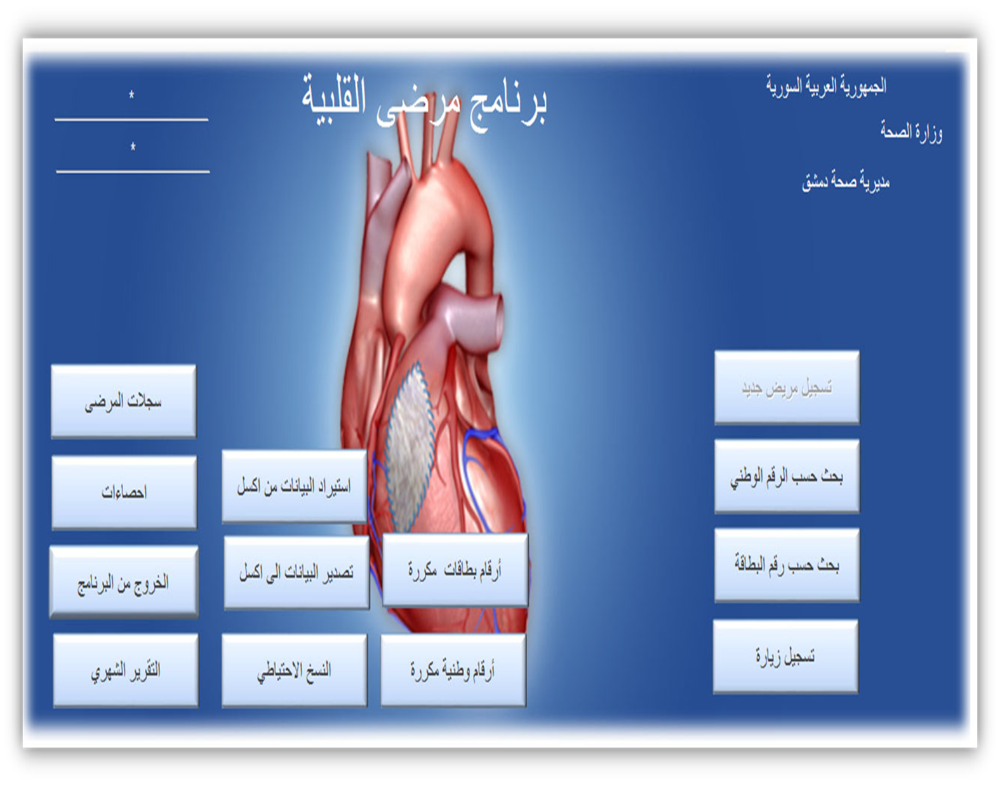 الجمهورية العربية السورية
وزارة الصحة
مديرية صحة دمشق
برنامج مرضى القلبية
*
*
تسجيل مريض جديد
بحث حسب الرقم الوطني
بحث حسب رقم البطاقة
تسجيل زيارة
أرقام بطاقات مكررة
أرقام وطنية مكررة
استيراد البيانات من اكسل
تصدير البيانات الى اكسل
النسخ الاحتياطي
سجلات المرضى
احصاءات
الخروج من البرنامج
التقرير الشهري